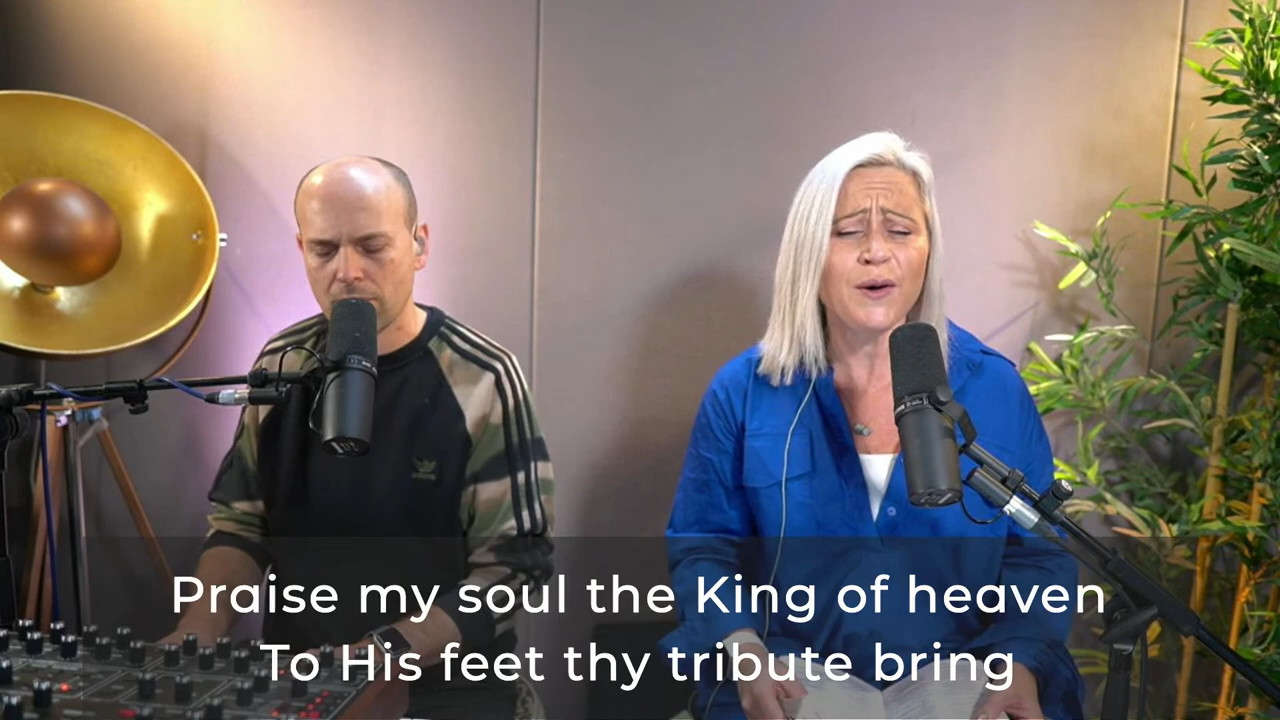 Praise my soul the King of heaven
To His feet thy tribute bring